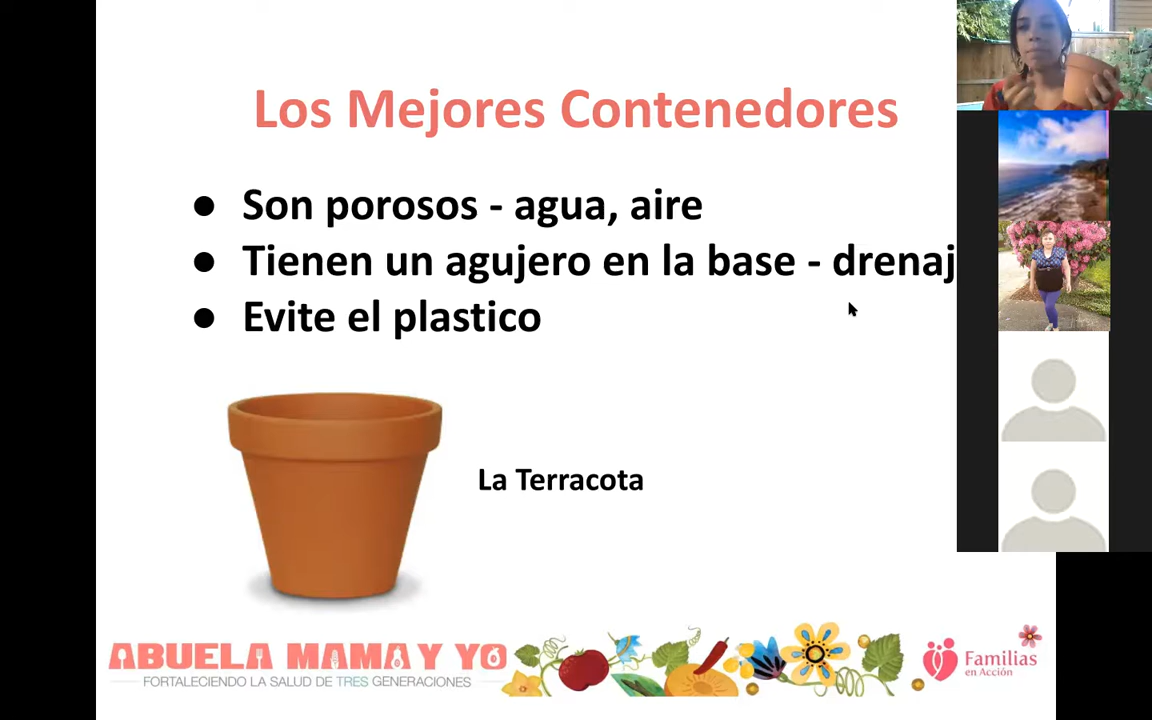 Los Mejores Contenedores
● Son porosos - agua, aire
● Tienen un agujero en la base - drenaj
● Evite el plastico
La Terracota
ABUELA MAMA Y YO
FORTALECIENDO LA SALUD DE TRES GENERACIONES
Familias
en Acción